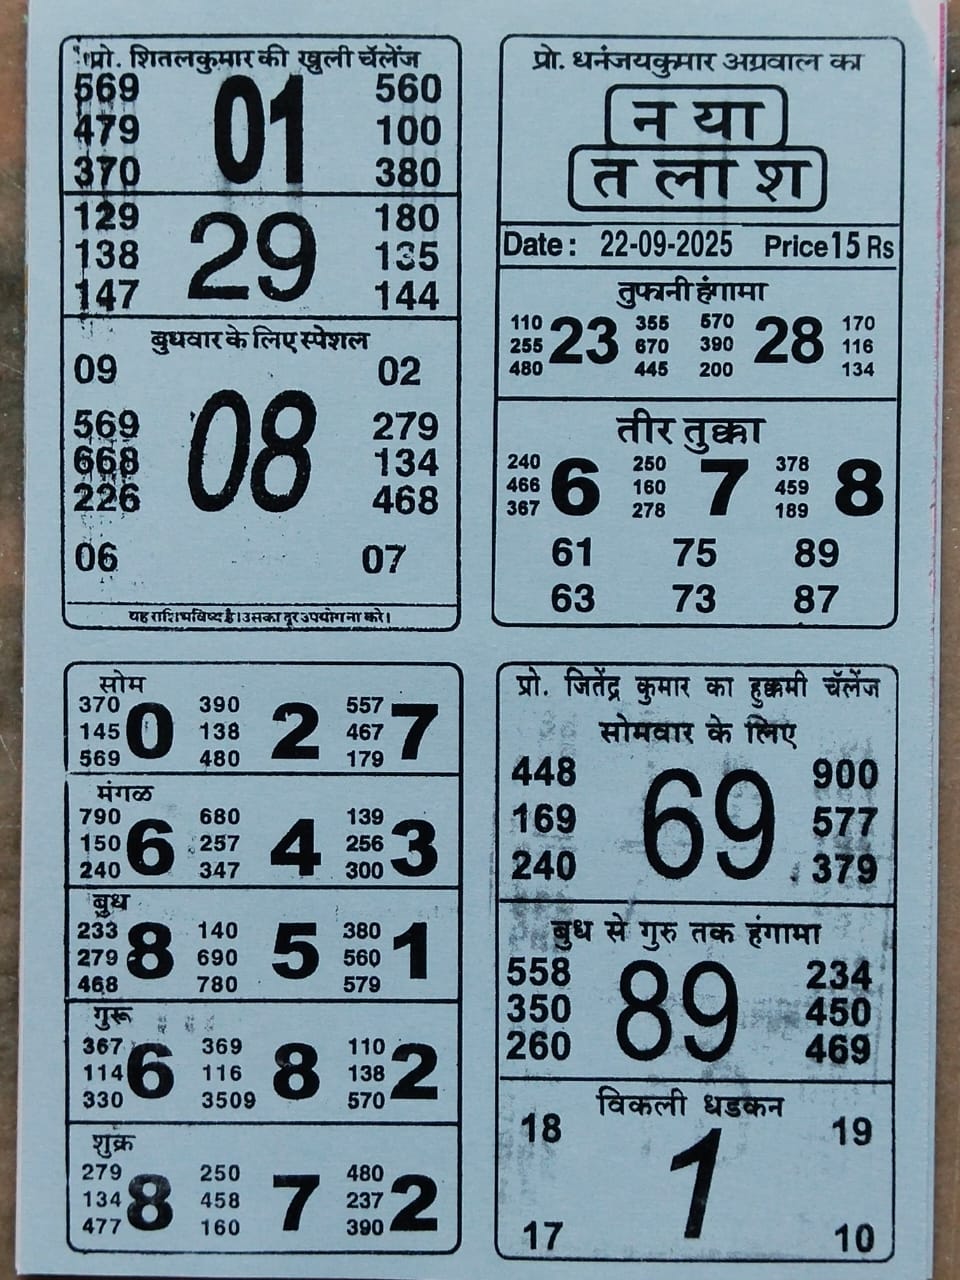 प्रो. शितलकुमार की खुली चॅलेंज
569 01 560
479 100
370 380
129 29 180
138 135
147 144
बुधवार के लिए स्पेशल
09 02
569 08 279
668 134
226 468
06 07
यह राशिभविष्य है। उसका दूर उपयोग ना करे।
प्रो. धनंजयकुमार अग्रवाल का
न या
त ला श
Date : 22-09-2025 Price 15 Rs
तुफानी हंगामा
110 23 355 570 28 170
255 670 390 116
480 445 200 134
तीर तुक्का
240 6 250 7 378 8
466 160 459
367 278 189
61 75 89
63 73 87
सोम
370 0 390 2 557 7
145 138 467
569 480 179
मंगळ
790 6 680 4 139 3
150 257 256
240 347 300
बुध
233 8 140 5 380 1
279 690 560
468 780 579
गुरू
367 6 369 8 110 2
114 116 138
330 3509 570
शुक्र
279 8 250 7 480 2
134 458 237
477 160 390
प्रो. जितेंद्र कुमार का हुक्कमी चॅलेंज
सोमवार के लिए
448 69 900
169 577
240 379
बुध से गुरु तक हंगामा
558 89 234
350 450
260 469
विकली धडकन
18 1 19
17 10